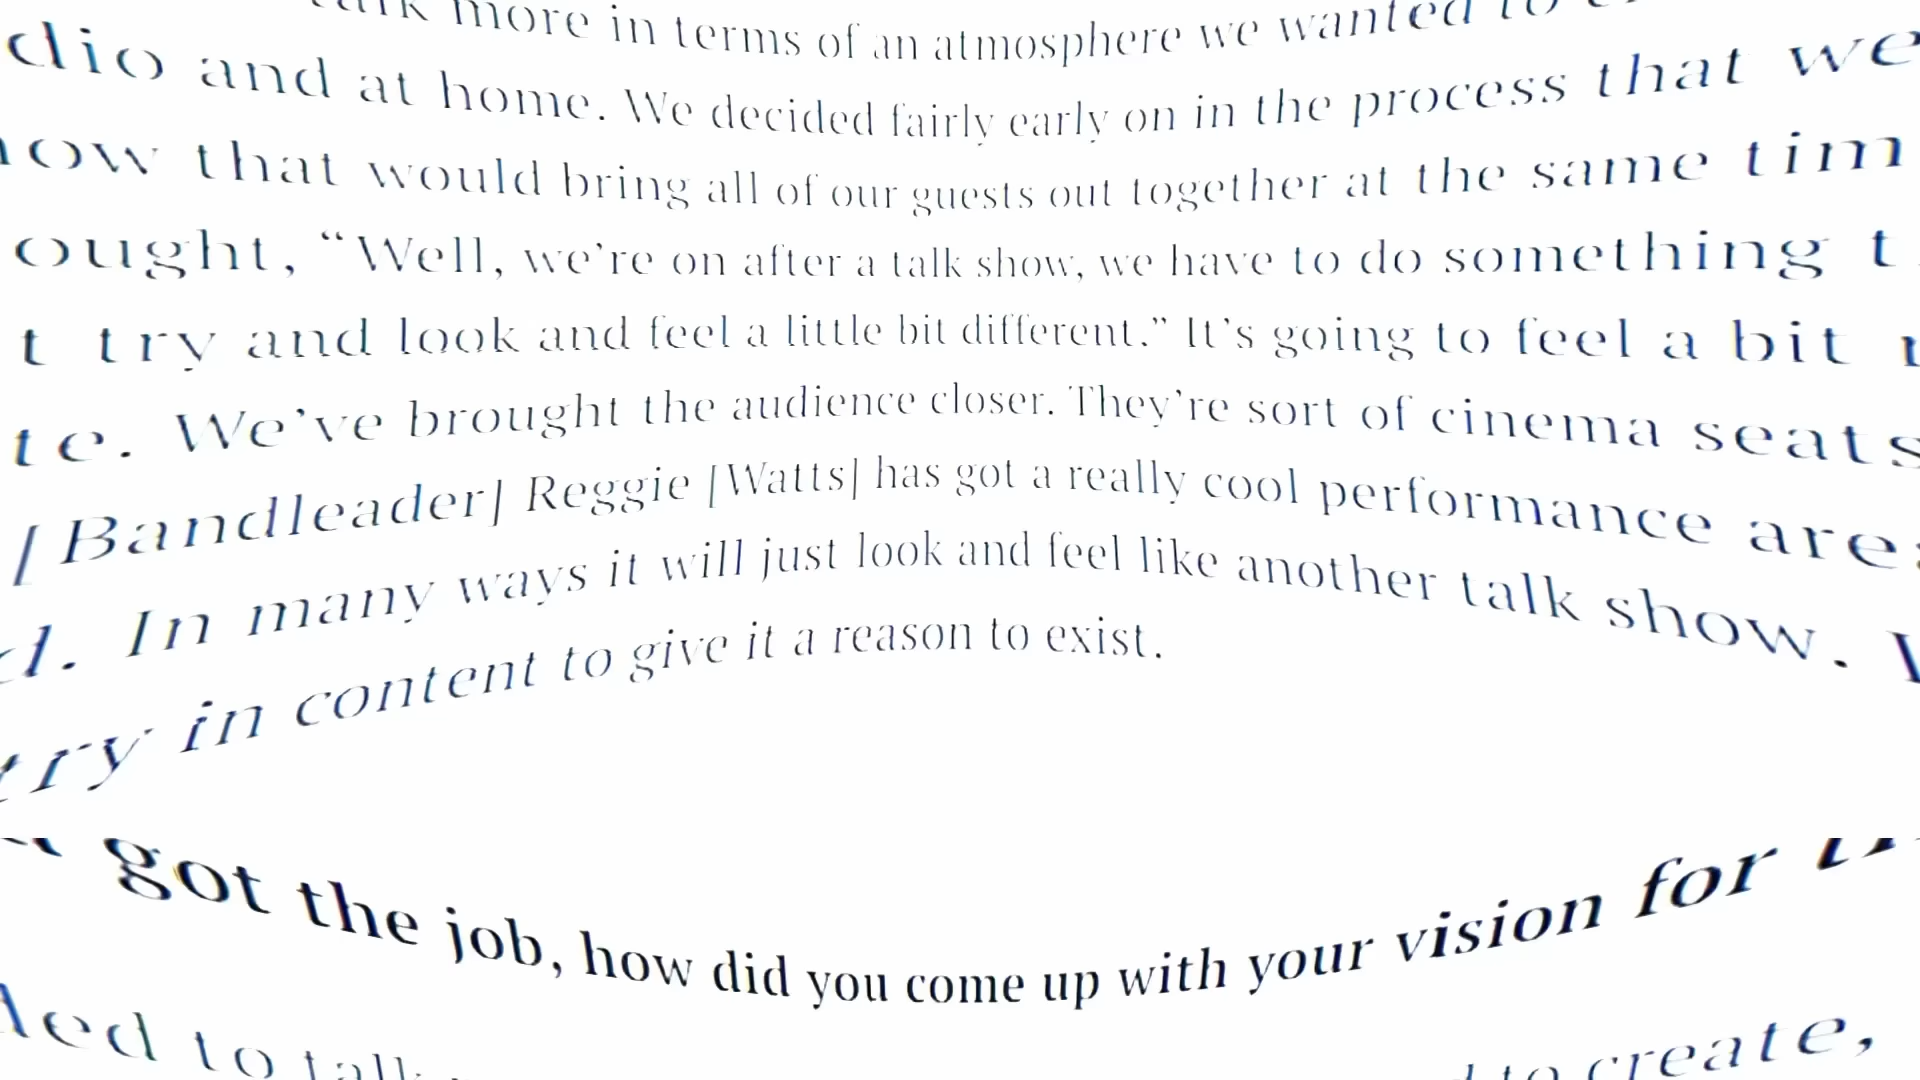 more in terms of an atmosphere we wanted to
and at home. We decided fairly early on in the process that we
that would bring all of our guests out together at the same tim
ought, “Well, we’re on after a talk show, we have to do something t
t try and look and feel a little bit different.” It’s going to feel a bit
te. We’ve brought the audience closer. They’re sort of cinema seats
[Bandleader] Reggie [Watts] has got a really cool performance area
d. In many ways it will just look and feel like another talk show.
try in content to give it a reason to exist.
got the job, how did you come up with your vision for
to talk
to create,